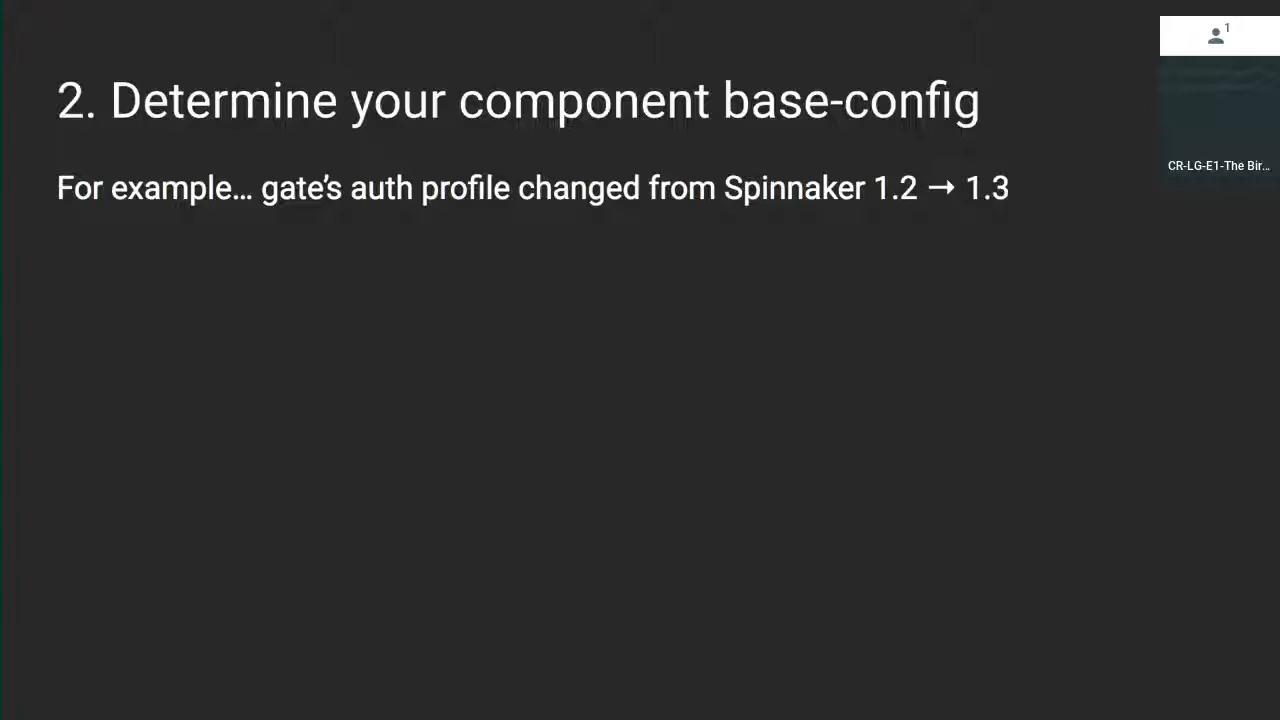 1
2. Determine your component base-config
CR-LG-E1-The Bir...
For example... gate's auth profile changed from Spinnaker 1.2 → 1.3